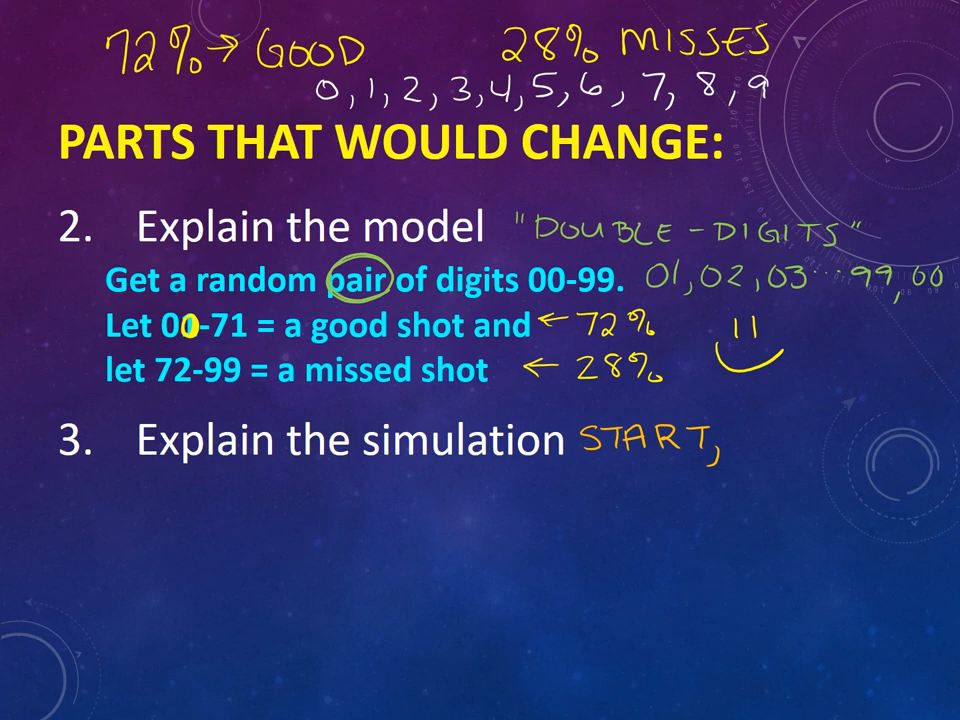 72% → GOOD 28% MISSES
0, 1, 2, 3, 4, 5, 6, 7, 8, 9
PARTS THAT WOULD CHANGE:
2. Explain the model "DOUBLE-DIGITS"
Get a random pair of digits 00-99. 01, 02, 03...99, 00
Let 00-71 = a good shot and ← 72%
let 72-99 = a missed shot ← 28%
3. Explain the simulation START,